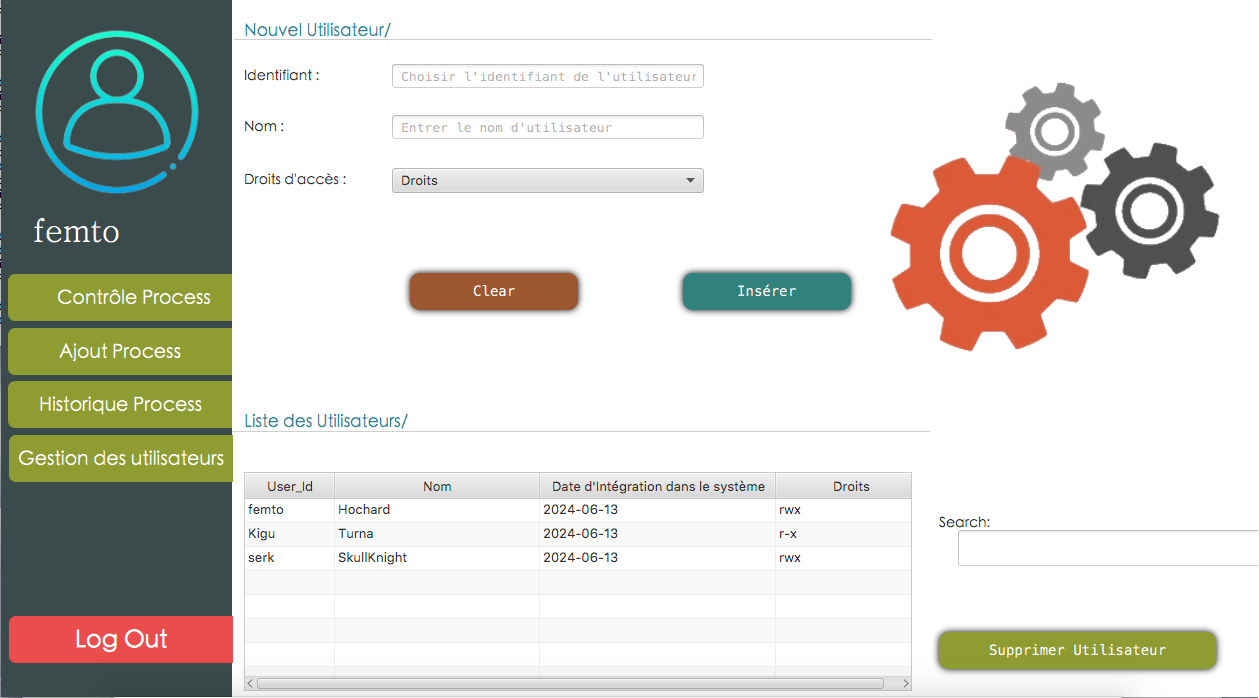 femto
Contrôle Process
Ajout Process
Historique Process
Gestion des utilisateurs
Log Out
Nouvel Utilisateur/
Identifiant :
Choisir l'identifiant de l'utilisateur
Nom :
Entrer le nom d'utilisateur
Droits d'accès :
Droits
Clear
Insérer
Liste des Utilisateurs/
User_Id Nom Date d'Intégration dans le système Droits
femto Hochard 2024-06-13 rwx
Kigu Turna 2024-06-13 r-x
serk SkullKnight 2024-06-13 rwx
Search:
Supprimer Utilisateur